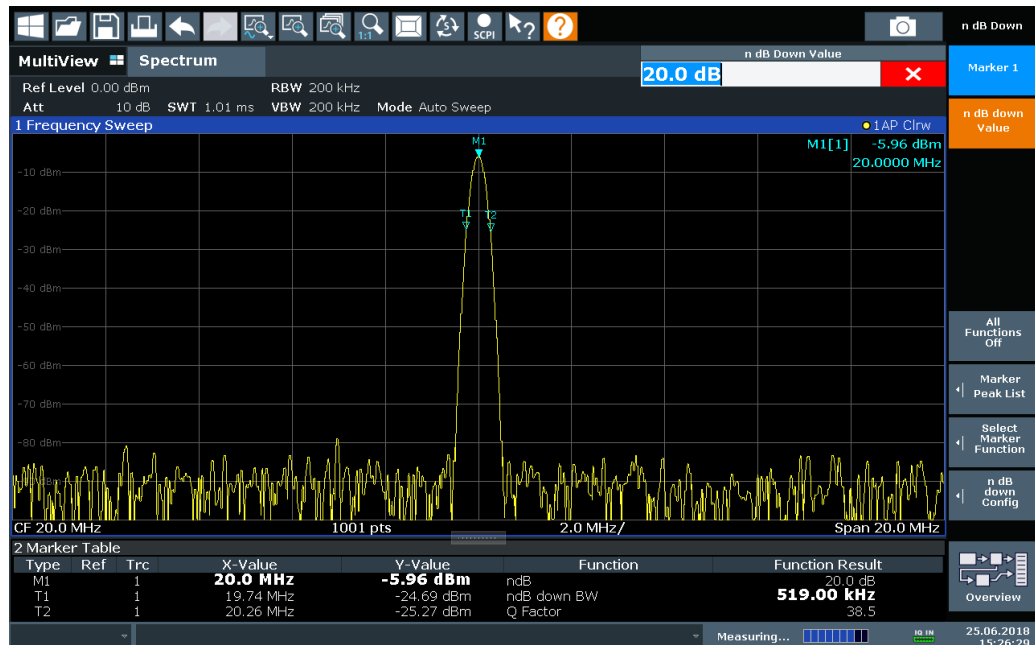 1:1
SCPI
n dB Down
MultiView
Spectrum
n dB Down Value
20.0 dB
Marker 1
Ref Level 0.00 dBm
RBW 200 kHz
Att 10 dB SWT 1.01 ms VBW 200 kHz Mode Auto Sweep
n dB down
Value
1 Frequency Sweep
1AP Clrw
M1
M1[1] -5.96 dBm
20.0000 MHz
-10 dBm
-20 dBm
T1
T2
-30 dBm
-40 dBm
-50 dBm
-60 dBm
-70 dBm
-80 dBm
All
Functions
Off
Marker
Peak List
Select
Marker
Function
n dB
down
Config
CF 20.0 MHz 1001 pts 2.0 MHz/ Span 20.0 MHz
2 Marker Table
Type Ref Trc X-Value Y-Value Function Function Result
M1 1 20.0 MHz -5.96 dBm ndB 20.0 dB
T1 1 19.74 MHz -24.69 dBm ndB down BW 519.00 kHz
T2 1 20.26 MHz -25.27 dBm Q Factor 38.5
Overview
Measuring...
IQ IN
25.06.2018
15:26:29